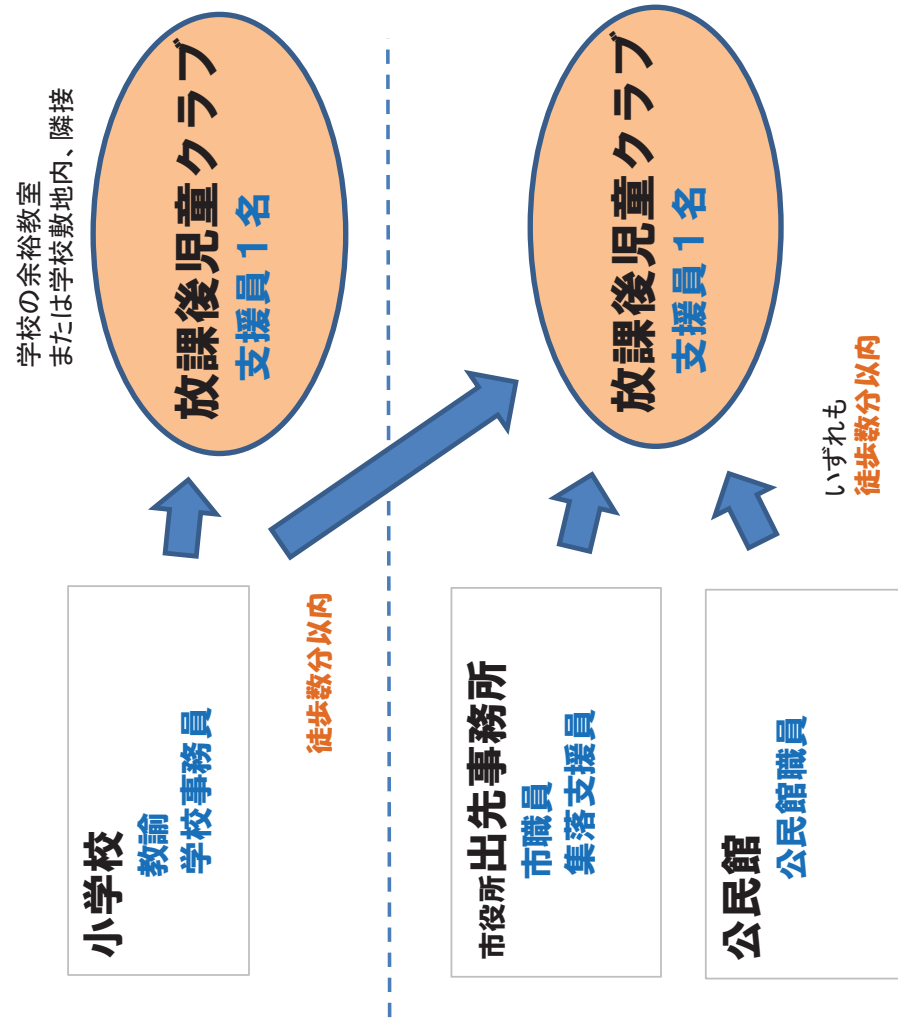 学校の余裕教室
または学校敷地内、隣接
小学校
教諭
学校事務員
放課後児童クラブ
支援員１名
徒歩数分以内
市役所出先事務所
市職員
集落支援員
公民館
公民館職員
放課後児童クラブ
支援員１名
いずれも
徒歩数分以内